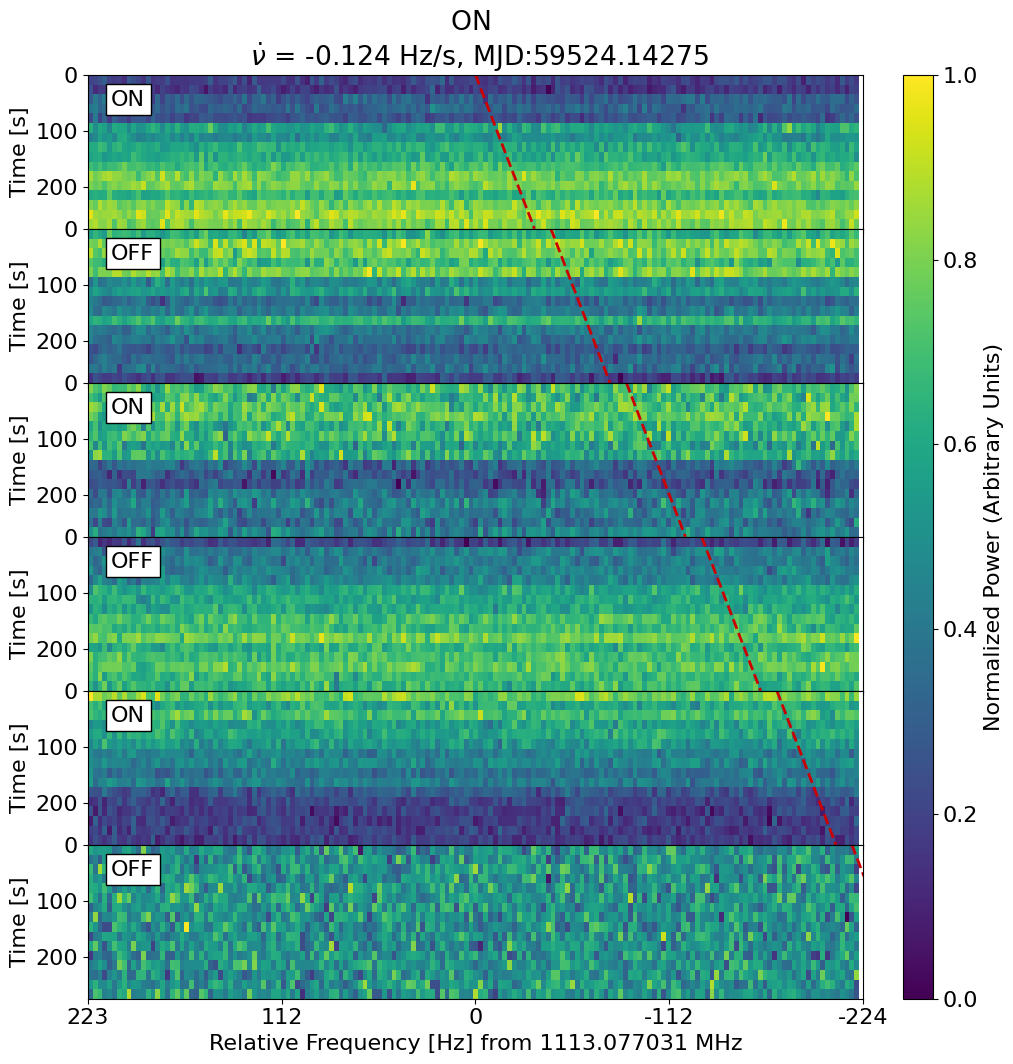 ON
ν̇ = -0.124 Hz/s, MJD:59524.14275
0
ON
100
Time [s]
200
0
OFF
100
Time [s]
200
0
ON
100
Time [s]
200
0
OFF
100
Time [s]
200
0
ON
100
Time [s]
200
0
OFF
100
Time [s]
200
223 112 0 -112 -224
Relative Frequency [Hz] from 1113.077031 MHz
1.0
0.8
0.6
0.4
0.2
0.0
Normalized Power (Arbitrary Units)